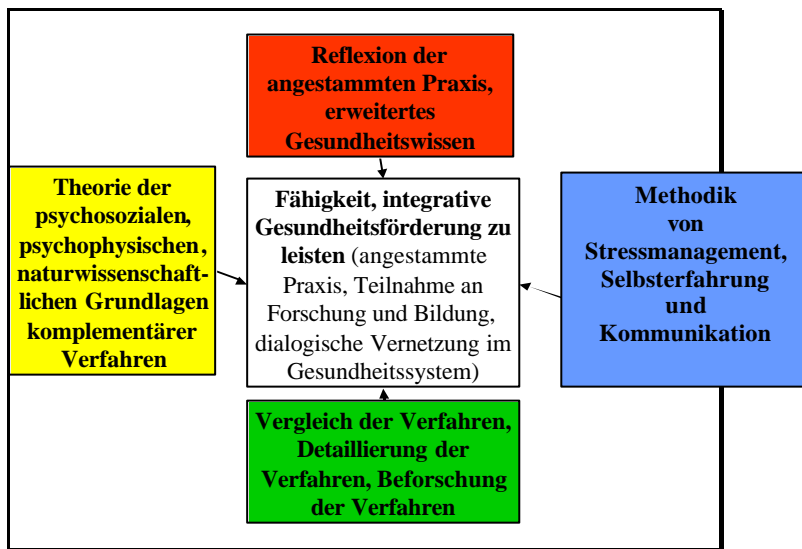 Reflexion der
angestammten Praxis,
erweitertes
Gesundheitswissen
Theorie der
psychosozialen,
psychophysischen,
naturwissenschaft-
lichen Grundlagen
komplementärer
Verfahren
Fähigkeit, integrative
Gesundheitsförderung zu
leisten (angestammte
Praxis, Teilnahme an
Forschung und Bildung,
dialogische Vernetzung im
Gesundheitssystem)
Methodik
von
Stressmanagement,
Selbsterfahrung
und
Kommunikation
Vergleich der Verfahren,
Detaillierung der
Verfahren, Beforschung
der Verfahren